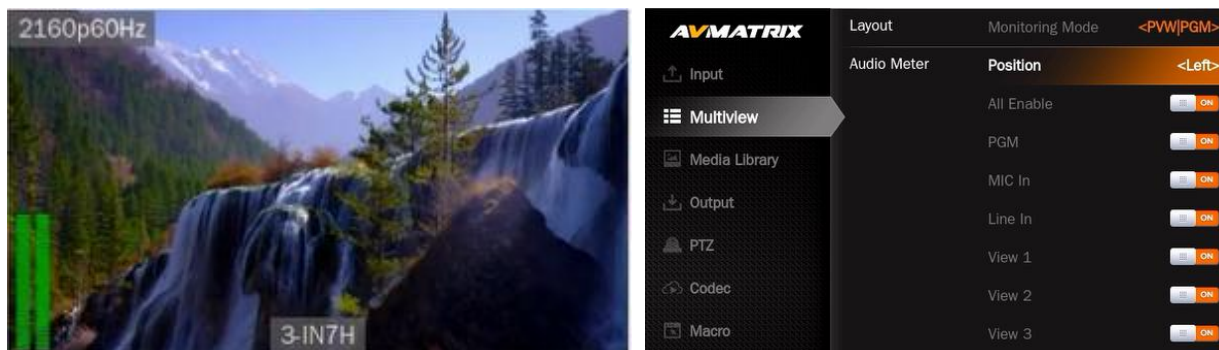 2160p60Hz
3-IN7H
AVMATRIX
Input
Multiview
Media Library
Output
PTZ
Codec
Macro
Layout
Monitoring Mode
<PVW|PGM>
Audio Meter
Position
<Left>
All Enable
ON
PGM
ON
MIC In
ON
Line In
ON
View 1
ON
View 2
ON
View 3
ON